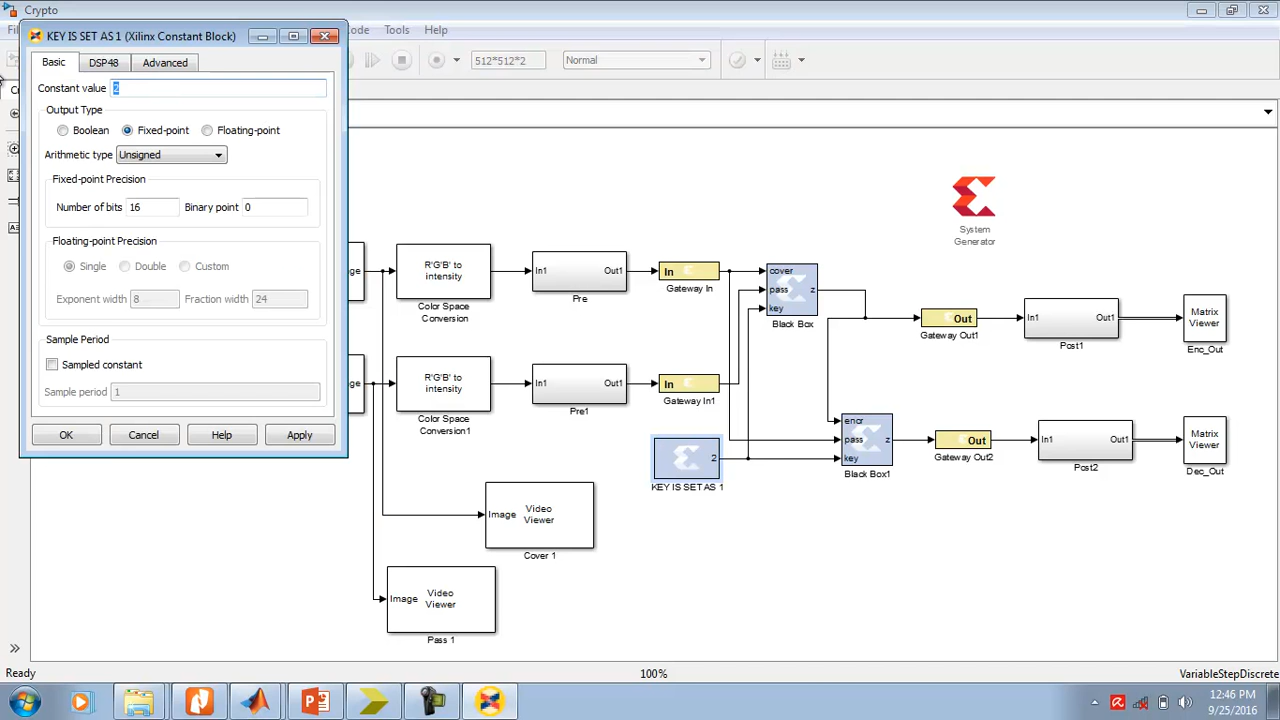 Crypto
KEY IS SET AS 1 (Xilinx Constant Block)
Tools
Help
Basic
DSP48
Advanced
512*512*2
Normal
Constant value 2
Output Type
Boolean
Fixed-point
Floating-point
Arithmetic type Unsigned
Fixed-point Precision
Number of bits 16
Binary point 0
Floating-point Precision
Single
Double
Custom
Exponent width 8
Fraction width 24
Sample Period
Sampled constant
Sample period 1
OK
Cancel
Help
Apply
System
Generator
R'G'B' to
intensity
Color Space
Conversion
In1
Out1
Pre
In
Gateway In
cover
pass
key
z
Black Box
Out
Gateway Out1
In1
Out1
Post1
Matrix
Viewer
Enc_Out
R'G'B' to
intensity
Color Space
Conversion1
In1
Out1
Pre1
In
Gateway In1
2
KEY IS SET AS 1
encr
pass
key
z
Black Box1
Out
Gateway Out2
In1
Out1
Post2
Matrix
Viewer
Dec_Out
Image
Video
Viewer
Cover 1
Image
Video
Viewer
Pass 1
Ready
100%
VariableStepDiscrete
12:46 PM
9/25/2016